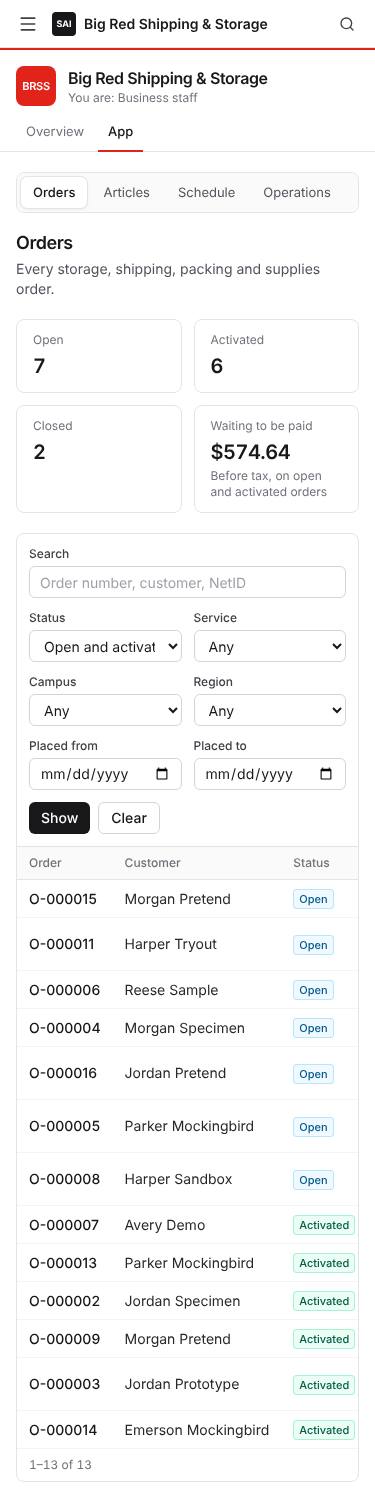 SAI Big Red Shipping & Storage
BRSS
Big Red Shipping & Storage
You are: Business staff
Overview App
Orders Articles Schedule Operations
Orders
Every storage, shipping, packing and supplies
order.
Open
7
Activated
6
Closed
2
Waiting to be paid
$574.64
Before tax, on open
and activated orders
Search
Order number, customer, NetID
Status Service
Open and activat Any
Campus Region
Any Any
Placed from Placed to
mm/dd/yyyy mm/dd/yyyy
Show Clear
Order Customer Status
O-000015 Morgan Pretend Open
O-000011 Harper Tryout Open
O-000006 Reese Sample Open
O-000004 Morgan Specimen Open
O-000016 Jordan Pretend Open
O-000005 Parker Mockingbird Open
O-000008 Harper Sandbox Open
O-000007 Avery Demo Activated
O-000013 Parker Mockingbird Activated
O-000002 Jordan Specimen Activated
O-000009 Morgan Pretend Activated
O-000003 Jordan Prototype Activated
O-000014 Emerson Mockingbird Activated
1–13 of 13